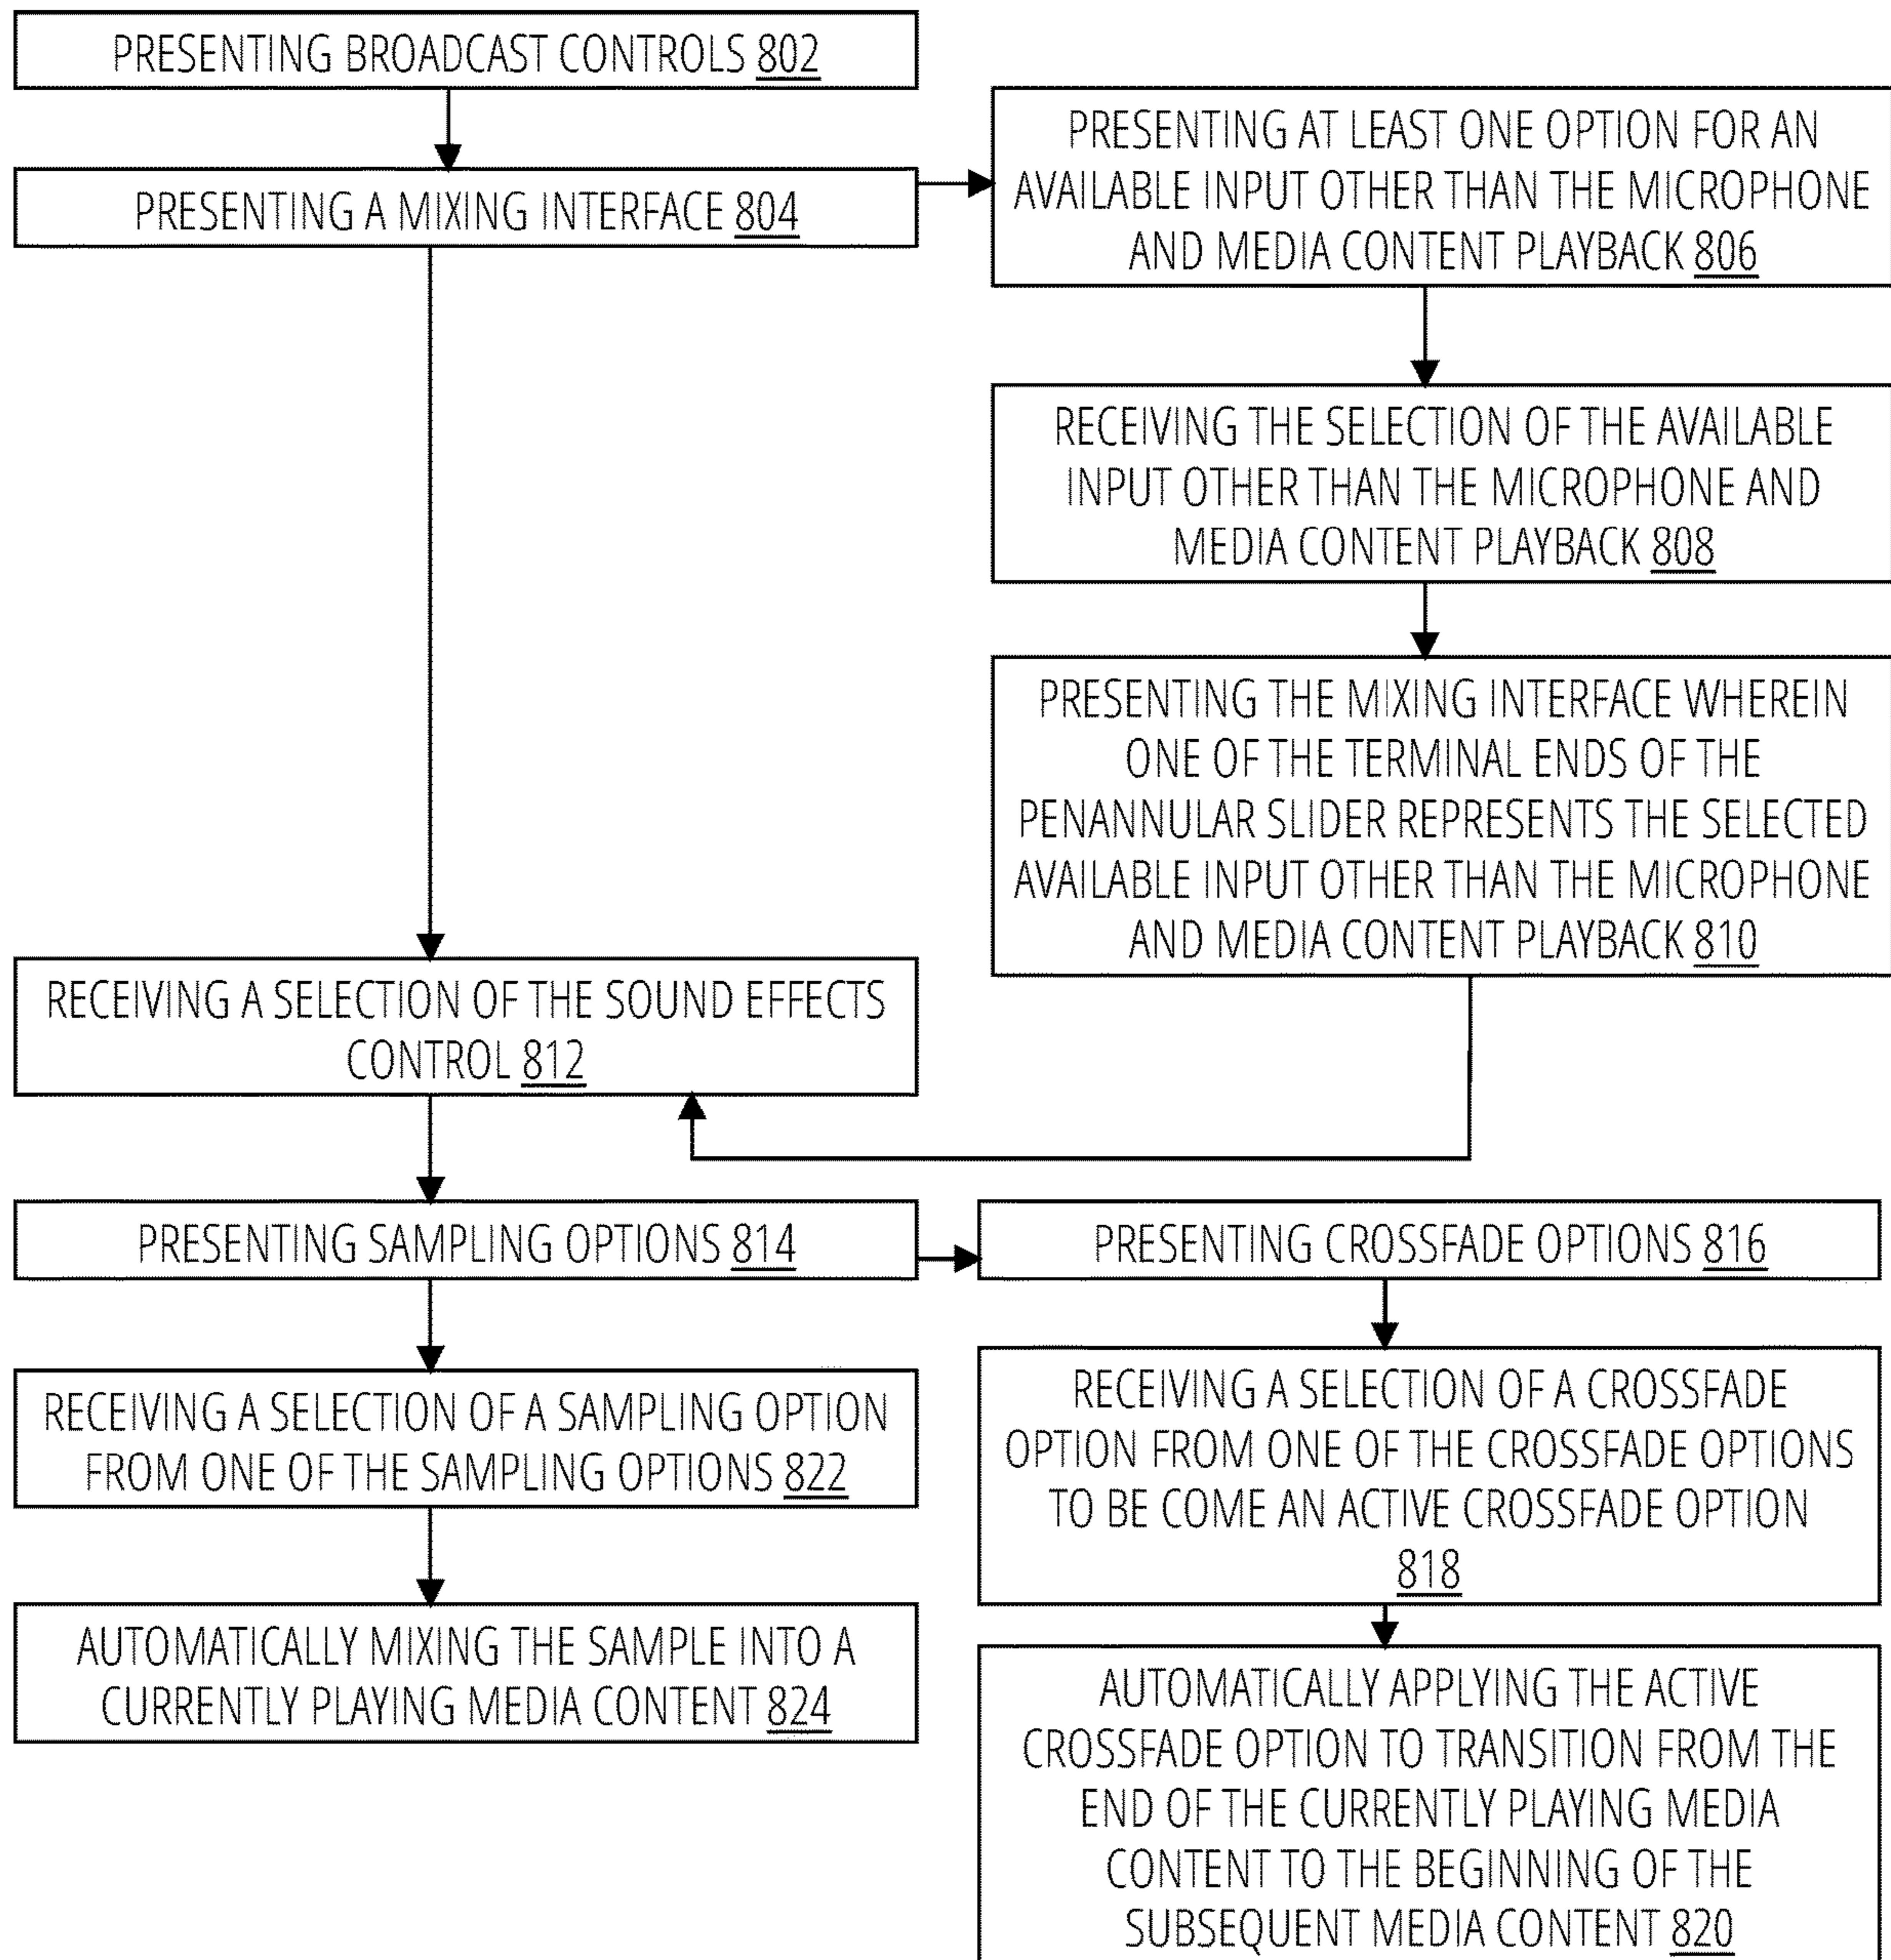 PRESENTING BROADCAST CONTROLS 802
PRESENTING A MIXING INTERFACE 804
PRESENTING AT LEAST ONE OPTION FOR AN
AVAILABLE INPUT OTHER THAN THE MICROPHONE
AND MEDIA CONTENT PLAYBACK 806
RECEIVING THE SELECTION OF THE AVAILABLE
INPUT OTHER THAN THE MICROPHONE AND
MEDIA CONTENT PLAYBACK 808
PRESENTING THE MIXING INTERFACE WHEREIN
ONE OF THE TERMINAL ENDS OF THE
PENANNULAR SLIDER REPRESENTS THE SELECTED
AVAILABLE INPUT OTHER THAN THE MICROPHONE
AND MEDIA CONTENT PLAYBACK 810
RECEIVING A SELECTION OF THE SOUND EFFECTS
CONTROL 812
PRESENTING SAMPLING OPTIONS 814
PRESENTING CROSSFADE OPTIONS 816
RECEIVING A SELECTION OF A CROSSFADE
OPTION FROM ONE OF THE CROSSFADE OPTIONS
TO BE COME AN ACTIVE CROSSFADE OPTION
818
AUTOMATICALLY APPLYING THE ACTIVE
CROSSFADE OPTION TO TRANSITION FROM THE
END OF THE CURRENTLY PLAYING MEDIA
CONTENT TO THE BEGINNING OF THE
SUBSEQUENT MEDIA CONTENT 820
RECEIVING A SELECTION OF A SAMPLING OPTION
FROM ONE OF THE SAMPLING OPTIONS 822
AUTOMATICALLY MIXING THE SAMPLE INTO A
CURRENTLY PLAYING MEDIA CONTENT 824